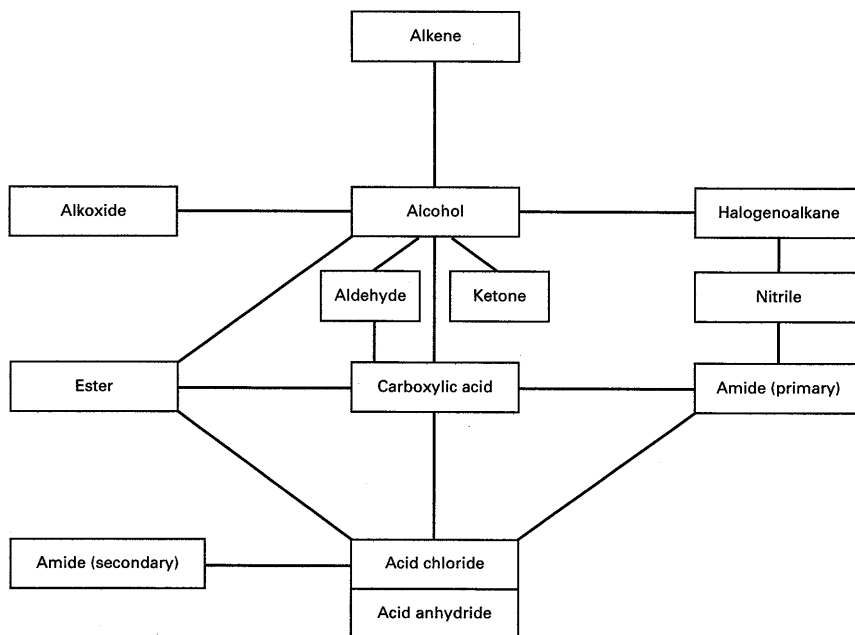 Alkene
Alkoxide
Alcohol
Halogenoalkane
Aldehyde
Ketone
Nitrile
Ester
Carboxylic acid
Amide (primary)
Amide (secondary)
Acid chloride
Acid anhydride